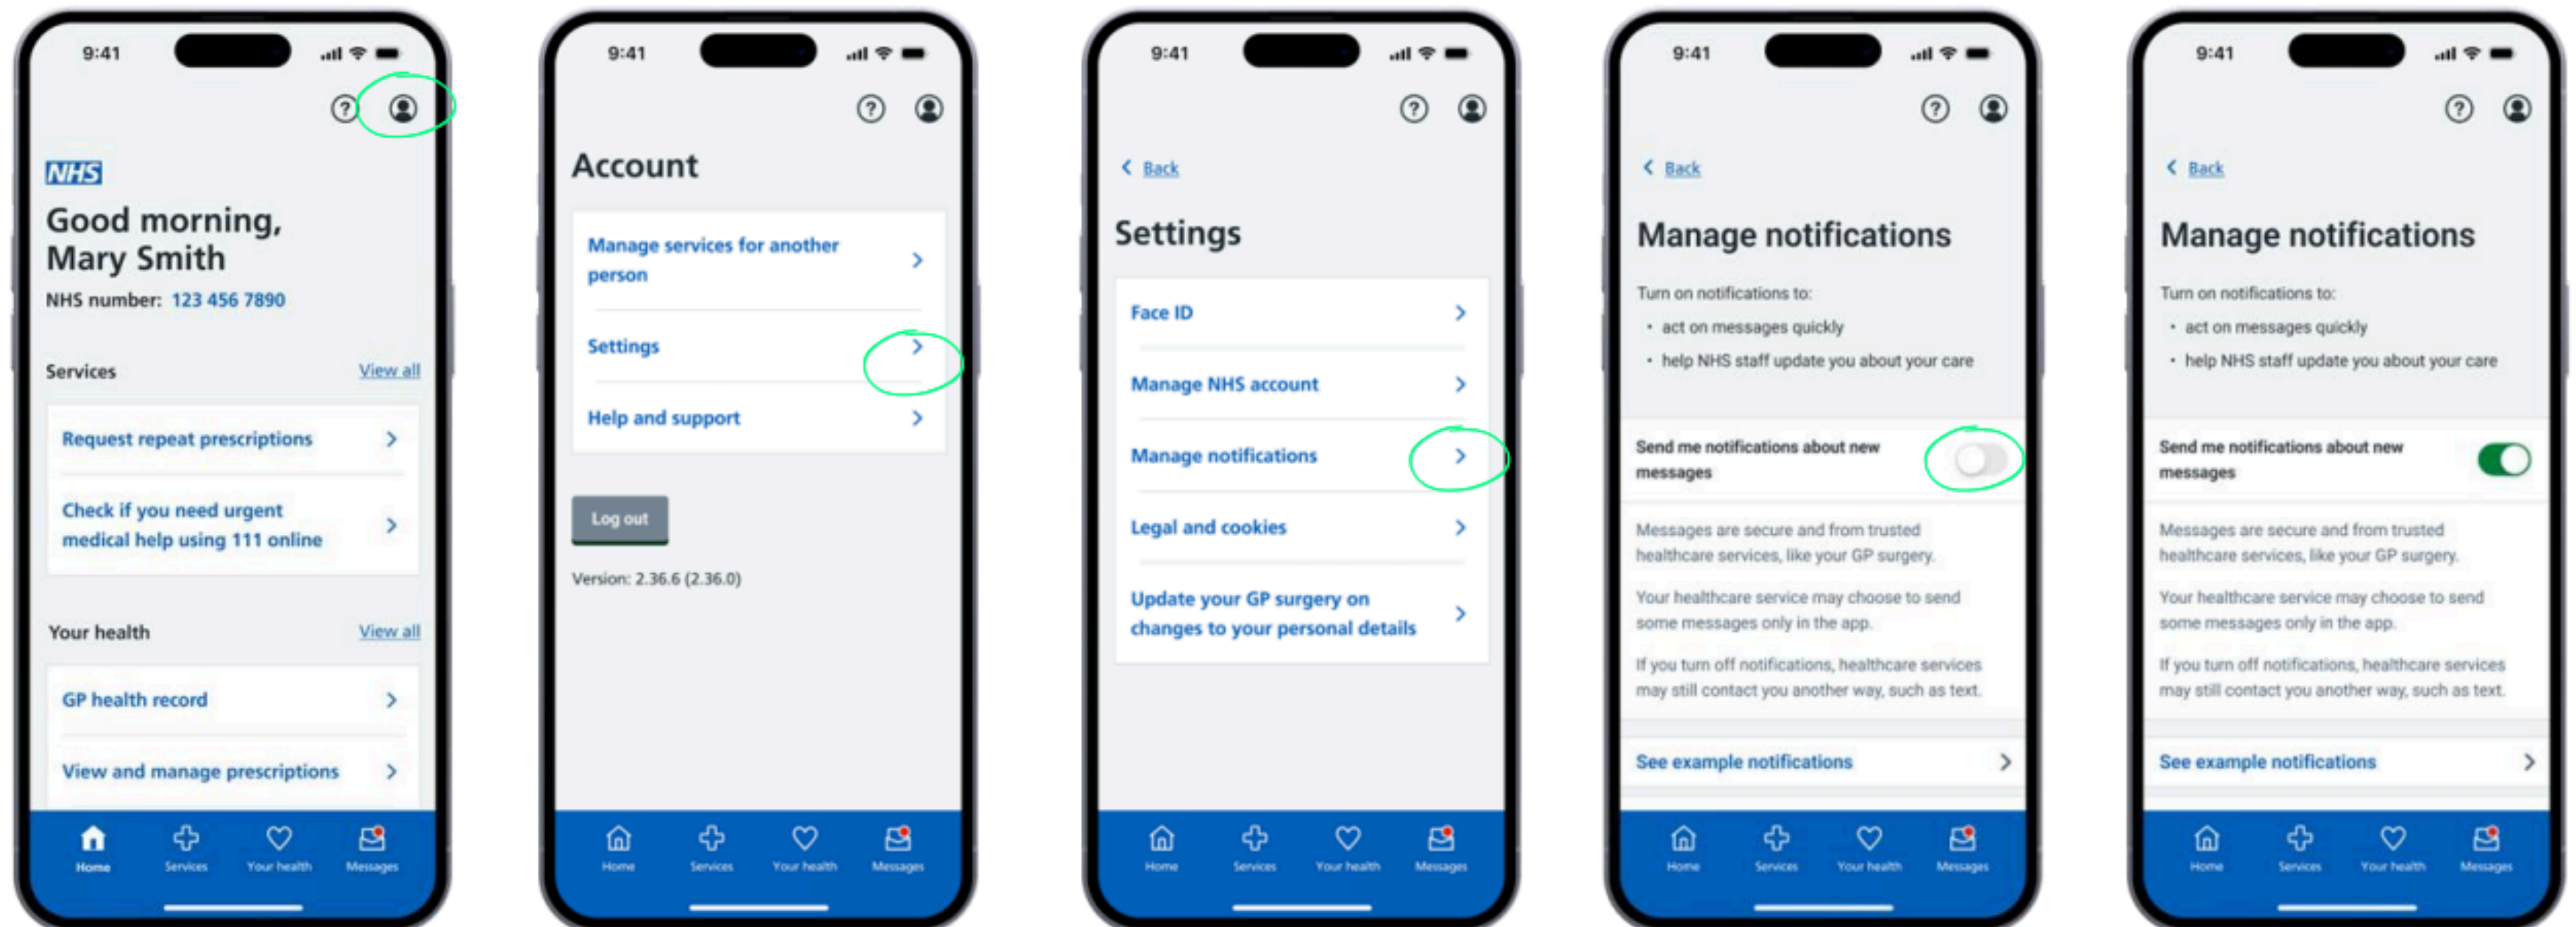 9:41
NHS
Good morning,
Mary Smith
NHS number: 123 456 7890
Services View all
Request repeat prescriptions
Check if you need urgent
medical help using 111 online
Your health View all
GP health record
View and manage prescriptions
Home Services Your health Messages
9:41
Account
Manage services for another
person
Settings
Help and support
Log out
Version: 2.36.6 (2.36.0)
Home Services Your health Messages
9:41
Back
Settings
Face ID
Manage NHS account
Manage notifications
Legal and cookies
Update your GP surgery on
changes to your personal details
Home Services Your health Messages
9:41
Back
Manage notifications
Turn on notifications to:
• act on messages quickly
• help NHS staff update you about your care
Send me notifications about new
messages
Messages are secure and from trusted
healthcare services, like your GP surgery.
Your healthcare service may choose to send
some messages only in the app.
If you turn off notifications, healthcare services
may still contact you another way, such as text.
See example notifications
Home Services Your health Messages
9:41
Back
Manage notifications
Turn on notifications to:
• act on messages quickly
• help NHS staff update you about your care
Send me notifications about new
messages
Messages are secure and from trusted
healthcare services, like your GP surgery.
Your healthcare service may choose to send
some messages only in the app.
If you turn off notifications, healthcare services
may still contact you another way, such as text.
See example notifications
Home Services Your health Messages